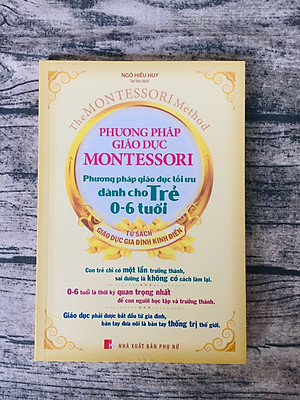 NGÔ HIỂU HUY
The MONTESSORI Method
PHƯƠNG PHÁP
GIÁO DỤC
MONTESSORI
Phương pháp giáo dục tối ưu
dành cho Trẻ
0-6 tuổi
TỦ SÁCH
GIÁO DỤC GIA ĐÌNH KINH ĐIỂN
Con trẻ chỉ có một lần trưởng thành,
sai đường là không có cách làm lại.
0-6 tuổi là thời kỳ quan trọng nhất
để con người học tập và trưởng thành.
Giáo dục phải được bắt đầu từ gia đình,
bàn tay đưa nôi là bàn tay thống trị thế giới.
NHÀ XUẤT BẢN PHỤ NỮ